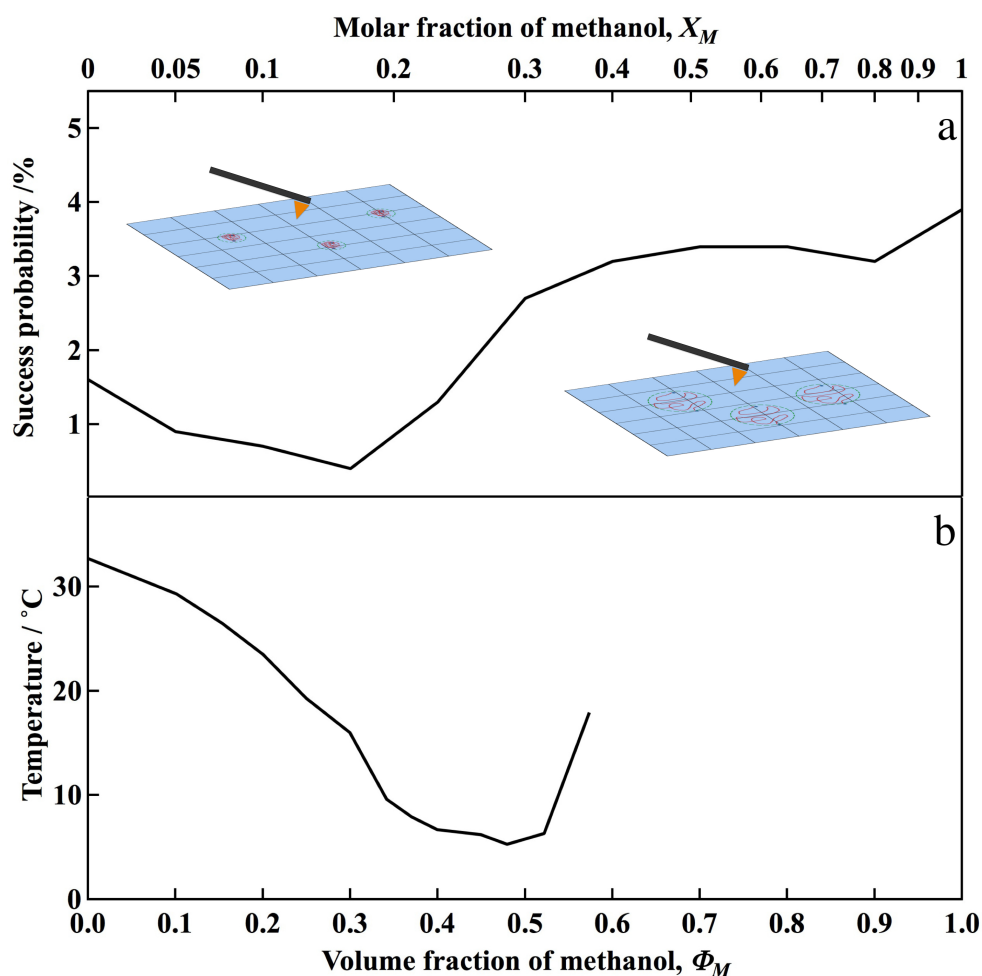 Molar fraction of methanol, X_M
0 0.05 0.1 0.2 0.3 0.4 0.5 0.6 0.7 0.8 0.9 1
a
Success probability /%
5
4
3
2
1
b
Temperature / ˚C
30
20
10
0
0.0 0.1 0.2 0.3 0.4 0.5 0.6 0.7 0.8 0.9 1.0
Volume fraction of methanol, Φ_M